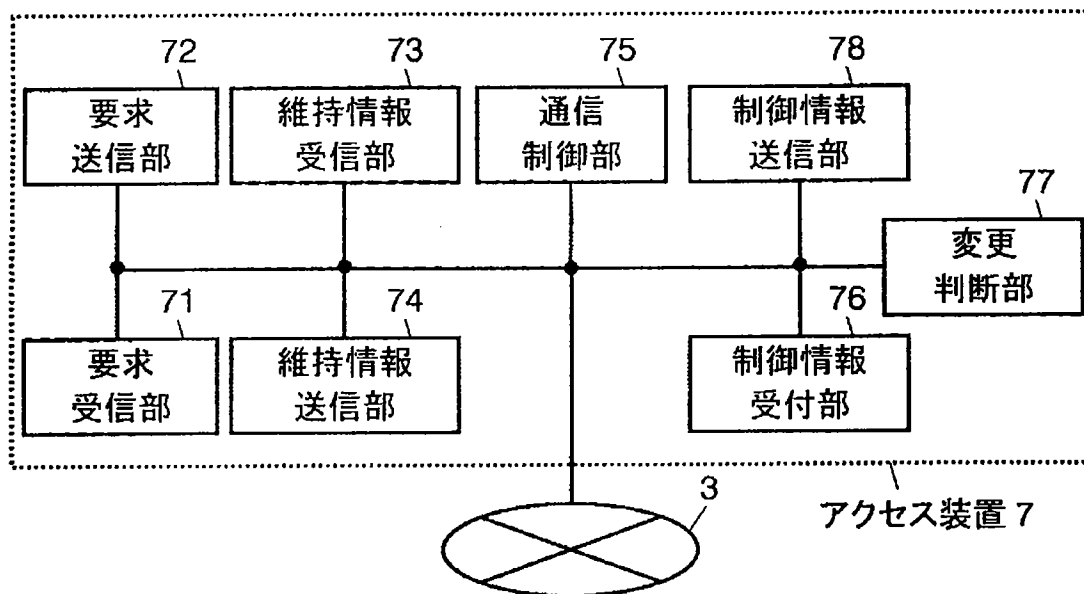 72
要求
送信部
73
維持情報
受信部
75
通信
制御部
78
制御情報
送信部
77
変更
判断部
71
要求
受信部
74
維持情報
送信部
76
制御情報
受付部
3
アクセス装置 7